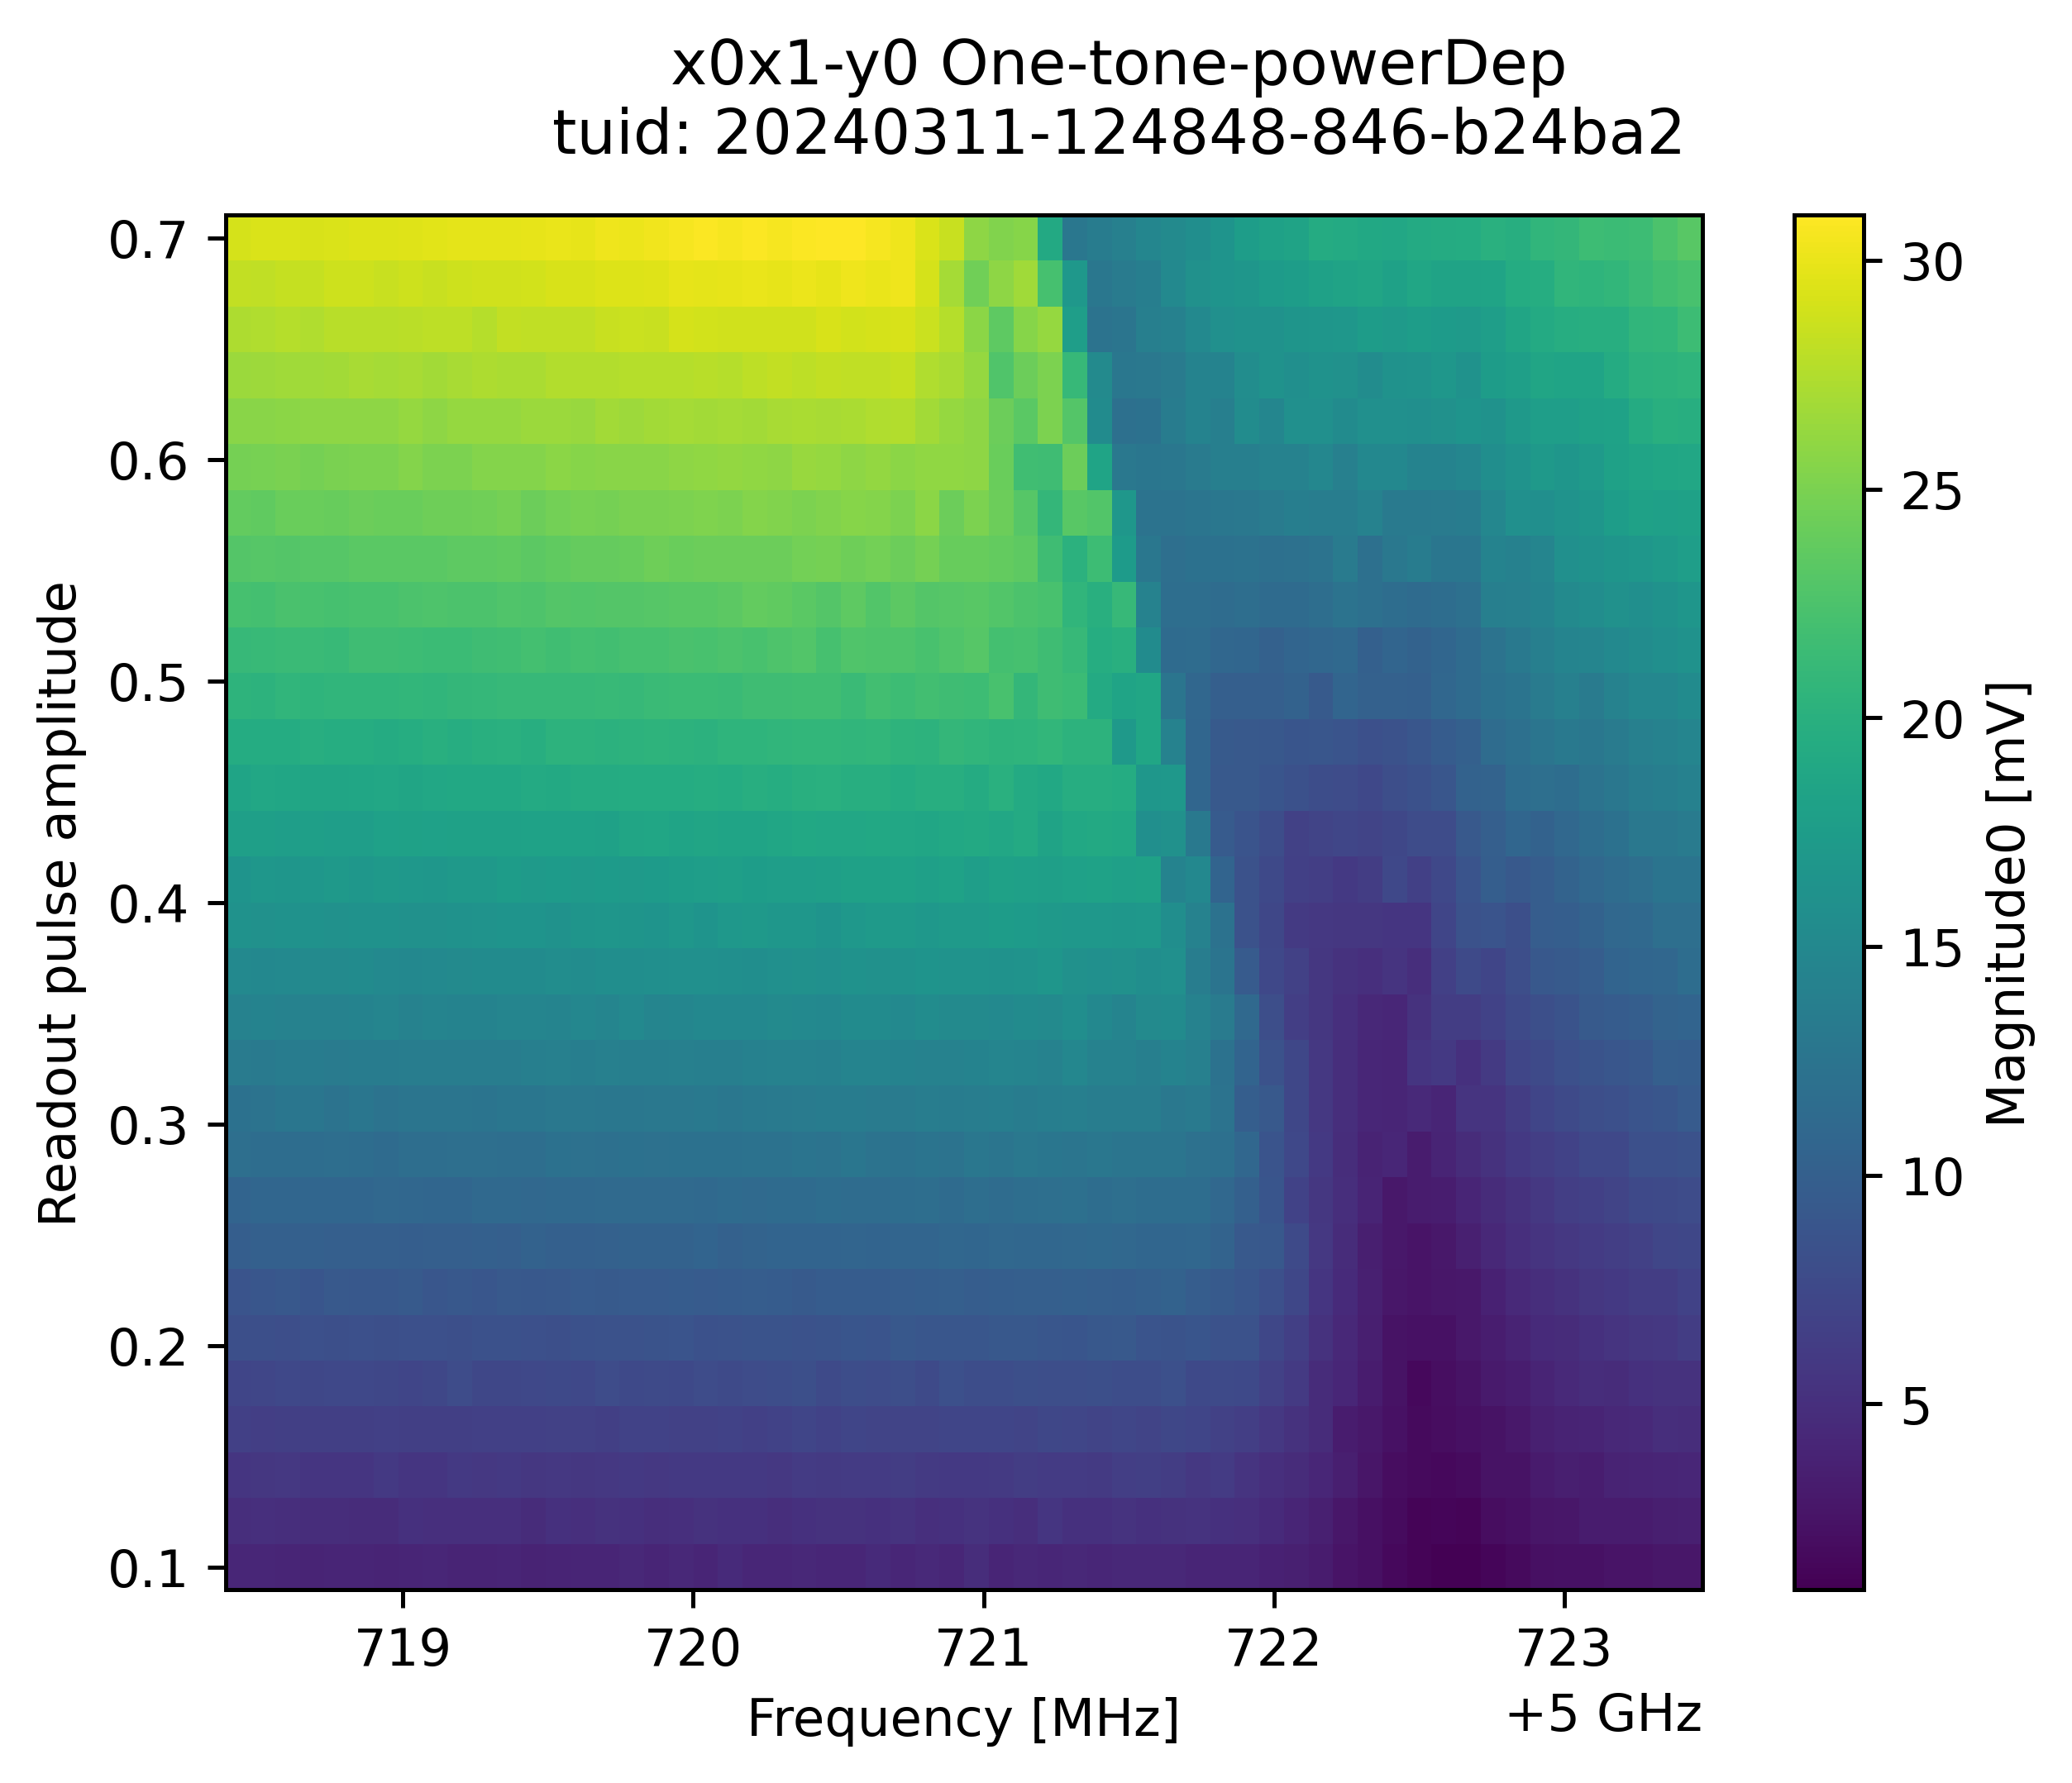 x0x1-y0 One-tone-powerDep
tuid: 20240311-124848-846-b24ba2
Readout pulse amplitude
0.7
0.6
0.5
0.4
0.3
0.2
0.1
719 720 721 722 723
Frequency [MHz]
+5 GHz
30
25
20
15
10
5
Magnitude0 [mV]